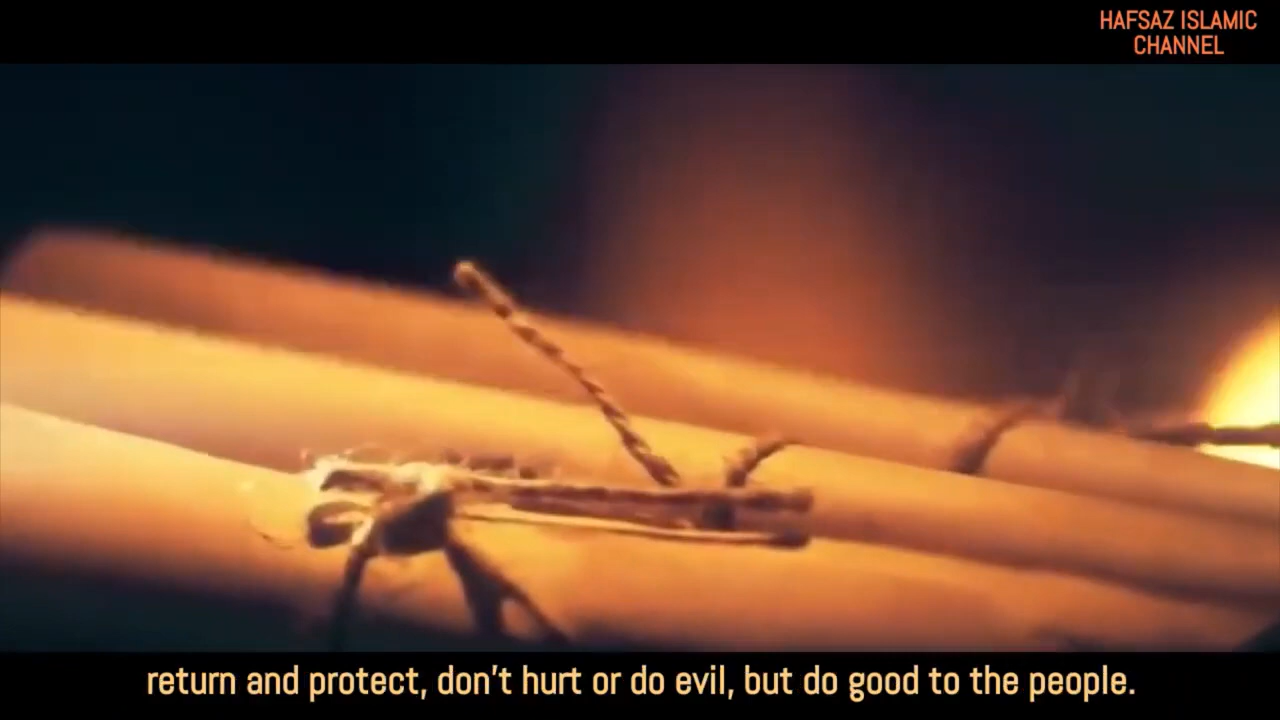 HAFSAZ ISLAMIC
CHANNEL
return and protect, don't hurt or do evil, but do good to the people.